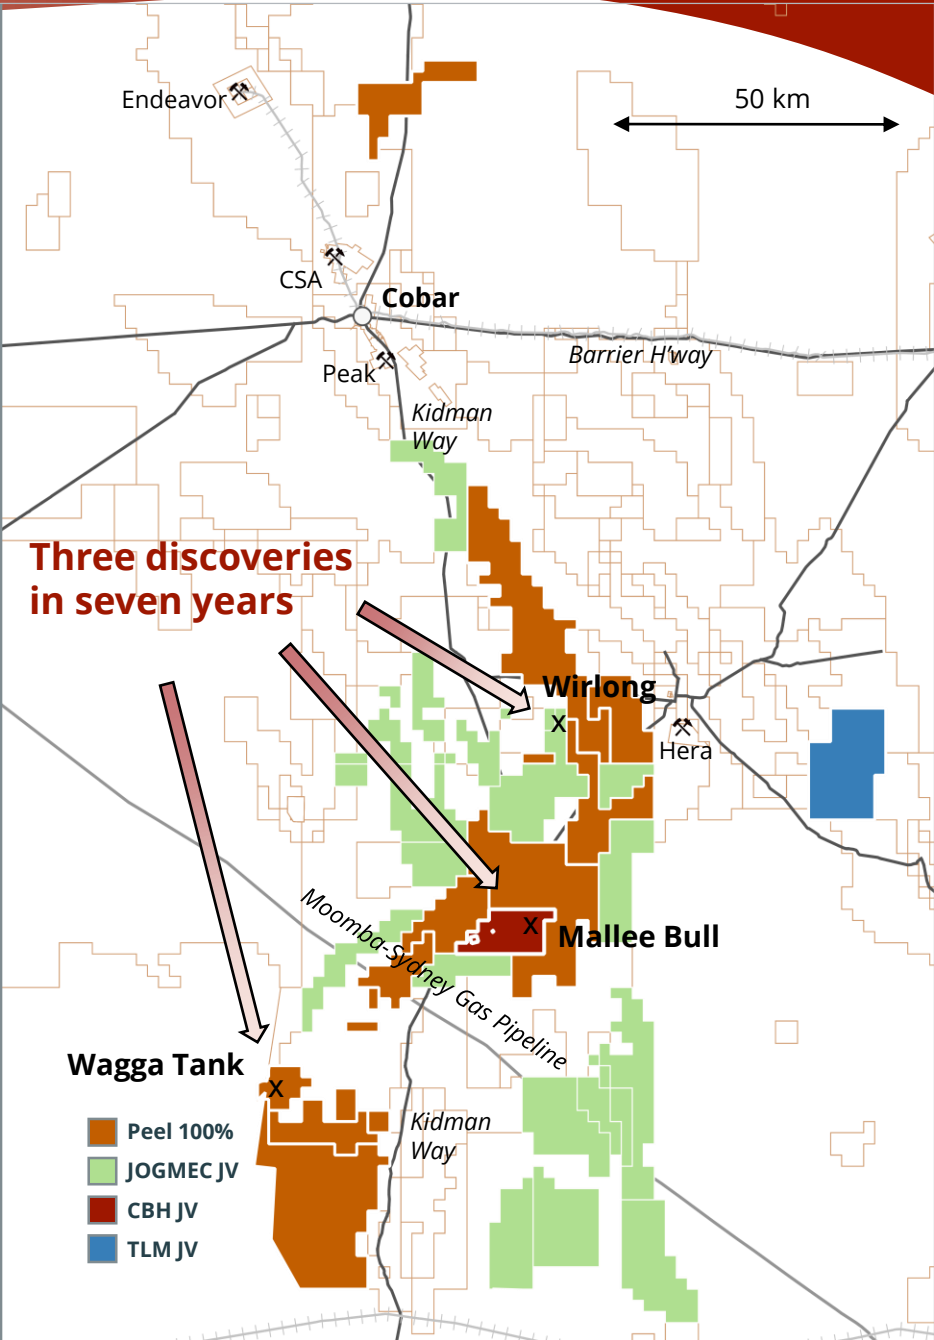 Endeavor
50 km
CSA
Cobar
Barrier H'way
Peak
Kidman
Way
Three discoveries
in seven years
Wirlong
X
Hera
Moomba-Sydney Gas Pipeline
X
Mallee Bull
Wagga Tank
X
Kidman
Way
Peel 100%
JOGMEC JV
CBH JV
TLM JV